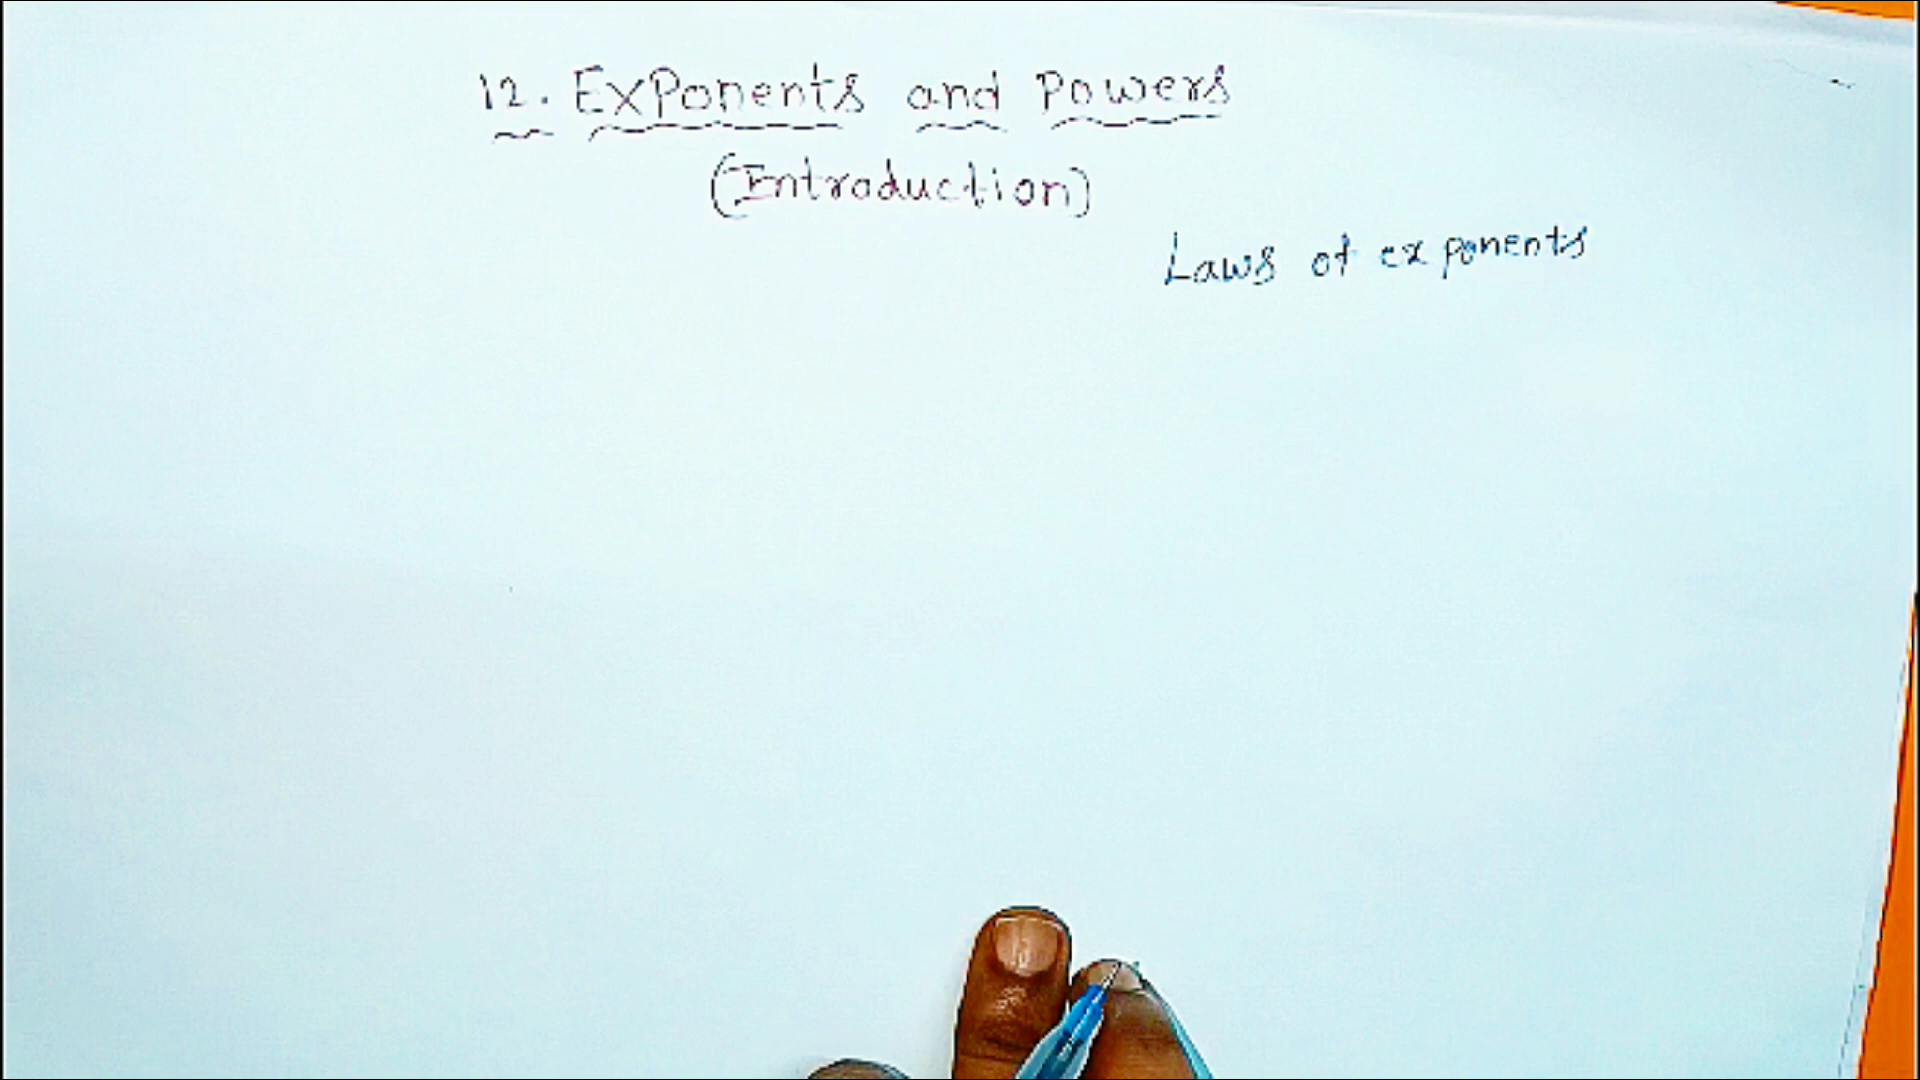 12. Exponents and Powers
(Introduction)
Laws of exponents